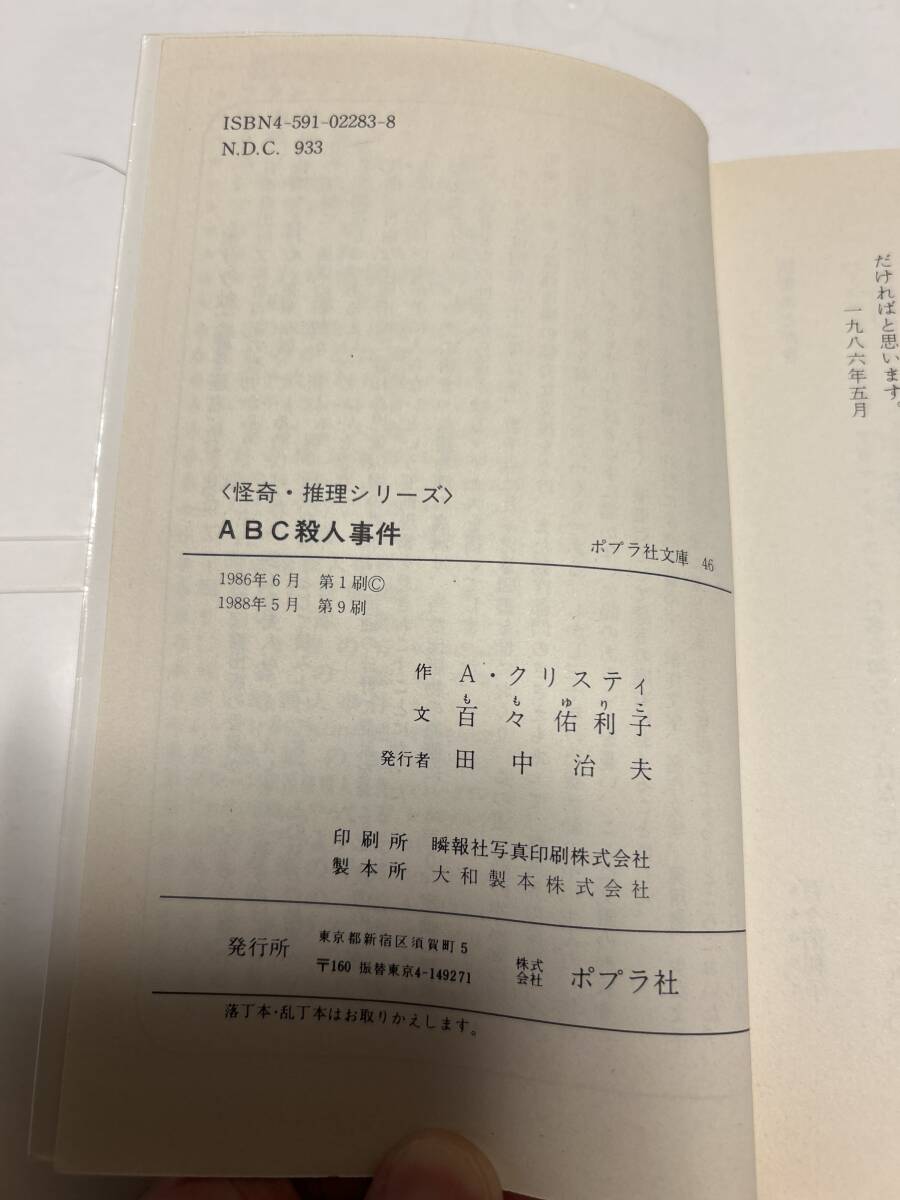 ISBN4-591-02283-8
N.D.C. 933
だければと思います。
一九八六年五月
〈怪奇・推理シリーズ〉
ABC殺人事件
ポプラ社文庫 46
1986年6月 第1刷©
1988年5月 第9刷
作 A・クリスティ
もも ゆりこ
文 百々佑利子
発行者 田中治夫
印刷所 瞬報社写真印刷株式会社
製本所 大和製本株式会社
発行所
東京都新宿区須賀町5
〒160 振替東京4-149271
株式会社 ポプラ社
落丁本・乱丁本はお取りかえします。